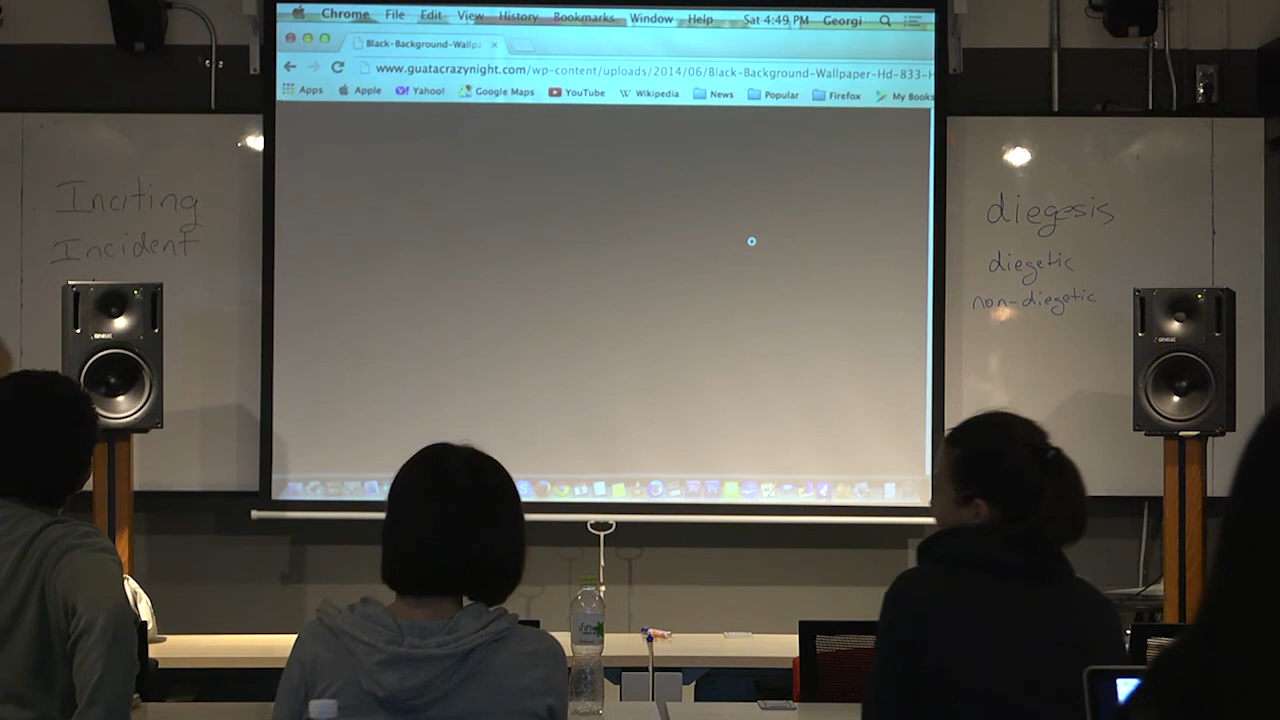 Chrome File Edit View History Bookmarks Window Help Sat 4:49 PM Georgi
Black-Background-Wallpa
www.guatacrazynight.com/wp-content/uploads/2014/06/Black-Background-Wallpaper-Hd-833-H
Apps Apple Yahoo! Google Maps YouTube Wikipedia News Popular Firefox My Books
Inciting
Incident
diegesis
diegetic
non-diegetic
GENELEC
GENELEC